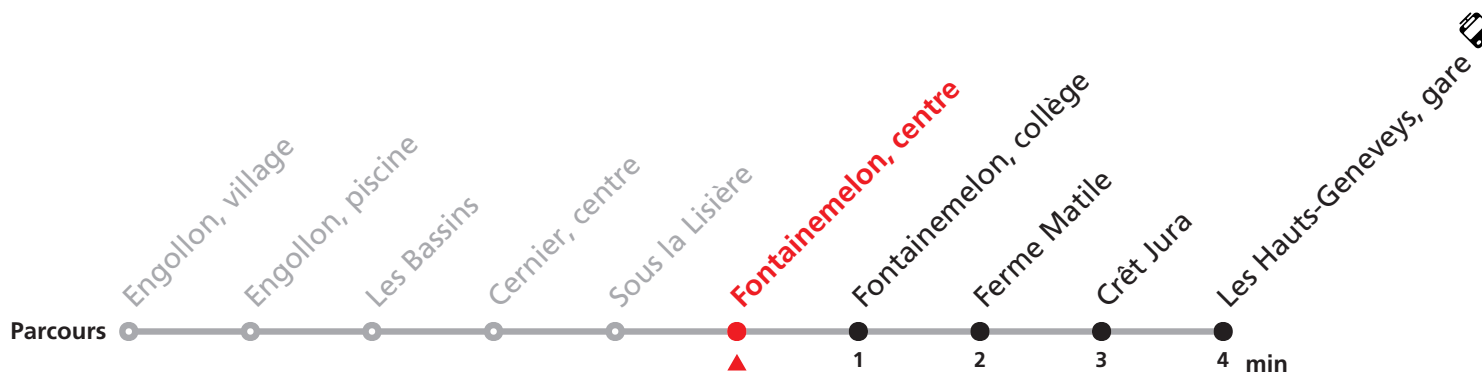 Engollon, village
Engollon, piscine
Les Bassins
Cernier, centre
Sous la Lisière
Fontainemelon, centre
Fontainemelon, collège
Ferme Matile
Crêt Jura
Les Hauts-Geneveys, gare
Parcours
1 2 3 4 min